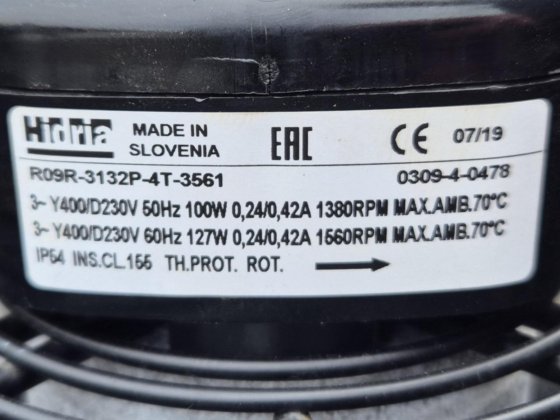 Hidria MADE IN SLOVENIA EAC CE 07/19
R09R-3132P-4T-3561 0309-4-0478
3~ Y400/D230V 50Hz 100W 0,24/0,42A 1380RPM MAX.AMB.70°C
3~ Y400/D230V 60Hz 127W 0,24/0,42A 1560RPM MAX.AMB.70°C
IP54 INS.CL.155 TH.PROT. ROT.